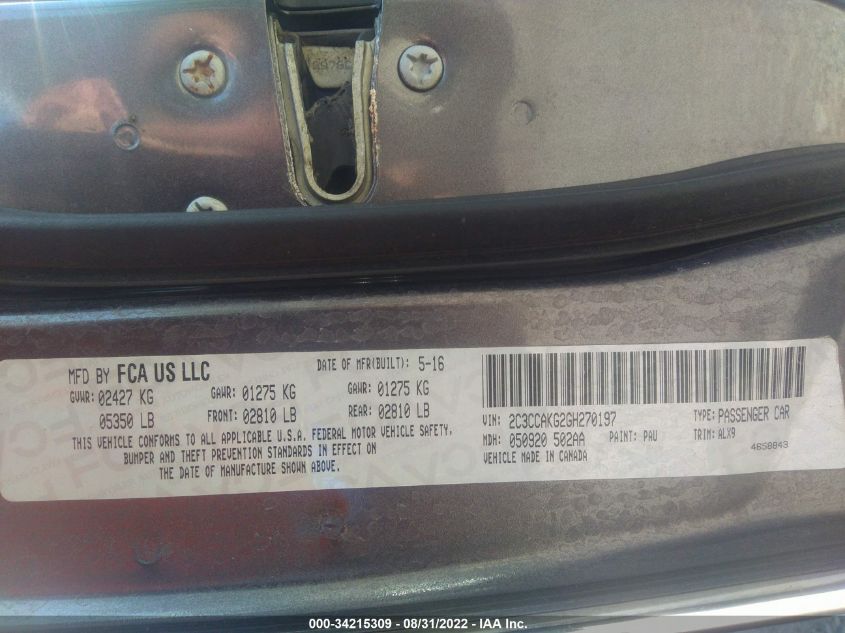 MFD BY FCA US LLC
DATE OF MFR(BUILT): 5-16
GVWR: 02427 KG GAWR: 01275 KG GAWR: 01275 KG
05350 LB FRONT: 02810 LB REAR: 02810 LB
THIS VEHICLE CONFORMS TO ALL APPLICABLE U.S.A. FEDERAL MOTOR VEHICLE SAFETY,
BUMPER AND THEFT PREVENTION STANDARDS IN EFFECT ON
THE DATE OF MANUFACTURE SHOWN ABOVE.
VIN: 2C3CCAKG2GH270197 TYPE: PASSENGER CAR
MDH: 050920 502AA PAINT: PAU TRIM: ALX9
VEHICLE MADE IN CANADA 4658843
000-34215309 - 08/31/2022 - IAA Inc.